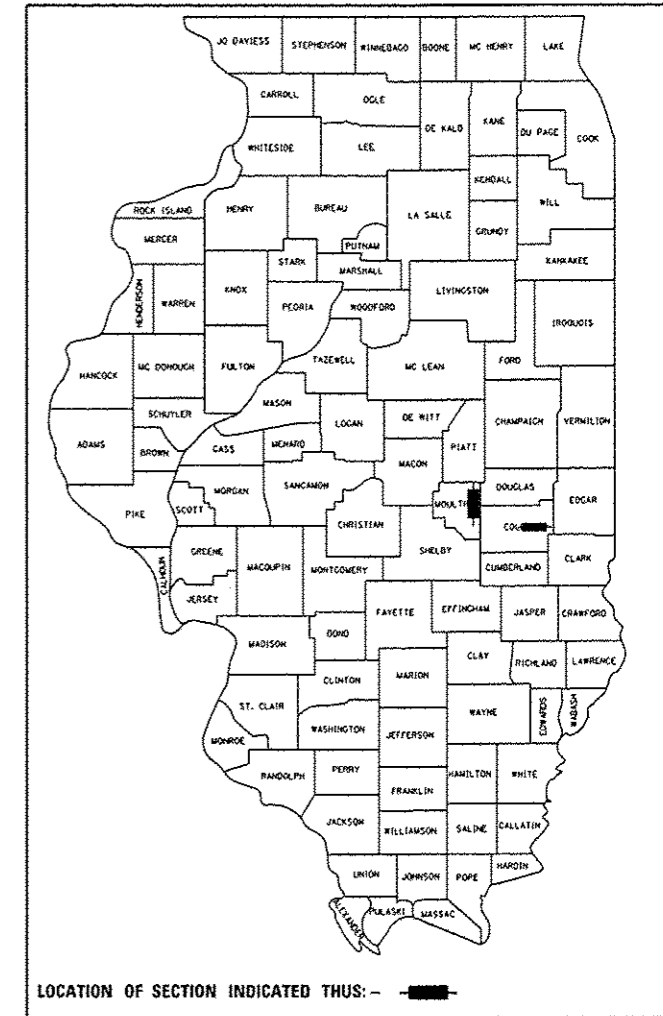 JO DAVIESS STEPHENSON WINNEBAGO BOONE MC HENRY LAKE
CARROLL OGLE DE KALB KANE DU PAGE COOK
WHITESIDE LEE
KENDALL WILL
ROCK ISLAND HENRY BUREAU LA SALLE GRUNDY
MERCER PUTNAM KANKAKEE
STARK MARSHALL
HENDERSON WARREN KNOX PEORIA WOODFORD LIVINGSTON IROQUOIS
HANCOCK MC DONOUGH FULTON TAZEWELL MC LEAN FORD
MASON
SCHUYLER LOGAN DE WITT CHAMPAIGN VERMILION
ADAMS BROWN CASS MENARD PIATT
MACON
MORGAN SANGAMON DOUGLAS EDGAR
PIKE SCOTT CHRISTIAN MOULTR
COL
GREENE SHELBY CLARK
CALHOUN MACOUPIN MONTGOMERY CUMBERLAND
JERSEY
FAYETTE EFFINGHAM JASPER CRAWFORD
MADISON BOND
CLAY RICHLAND LAWRENCE
CLINTON MARION
ST. CLAIR WAYNE EDWARDS WABASH
WASHINGTON JEFFERSON
MONROE
RANDOLPH PERRY HAMILTON WHITE
FRANKLIN
JACKSON WILLIAMSON SALINE GALLATIN
HARDIN
UNION JOHNSON POPE
ALEXANDER PULASKI MASSAC
LOCATION OF SECTION INDICATED THUS: -